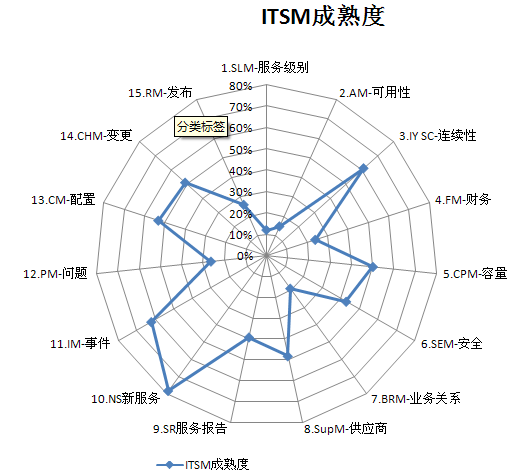 ITSM成熟度
1.SLM-服务级别
2.AM-可用性
3.IY SC-连续性
4.FM-财务
5.CPM-容量
6.SEM-安全
7.BRM-业务关系
8.SupM-供应商
9.SR服务报告
10.NS新服务
11.IM-事件
12.PM-问题
13.CM-配置
14.CHM-变更
15.RM-发布
分类标签
80%
70%
60%
50%
40%
30%
20%
10%
0%
ITSM成熟度